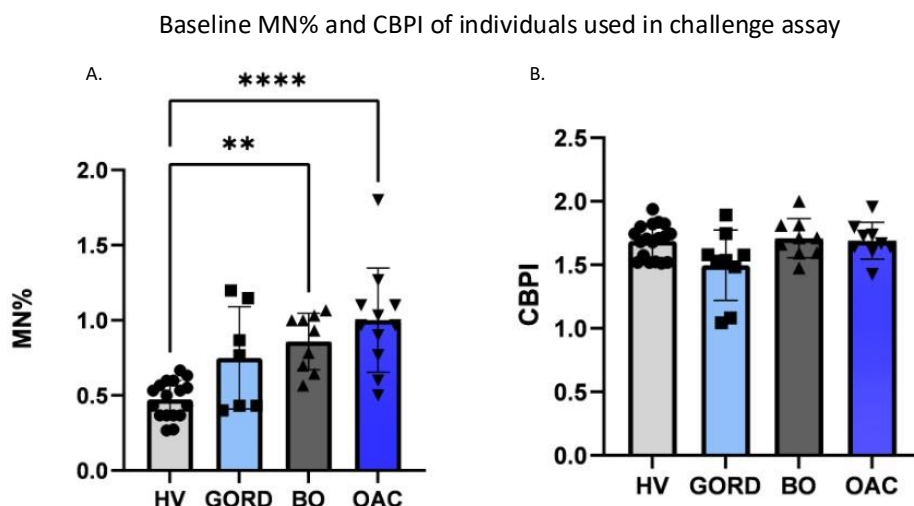 Baseline MN% and CBPI of individuals used in challenge assay
A.
****
**
MN%
2.0
1.5
1.0
0.5
0.0
HV GORD BO OAC
B.
CBPI
2.5
2.0
1.5
1.0
0.5
0.0
HV GORD BO OAC